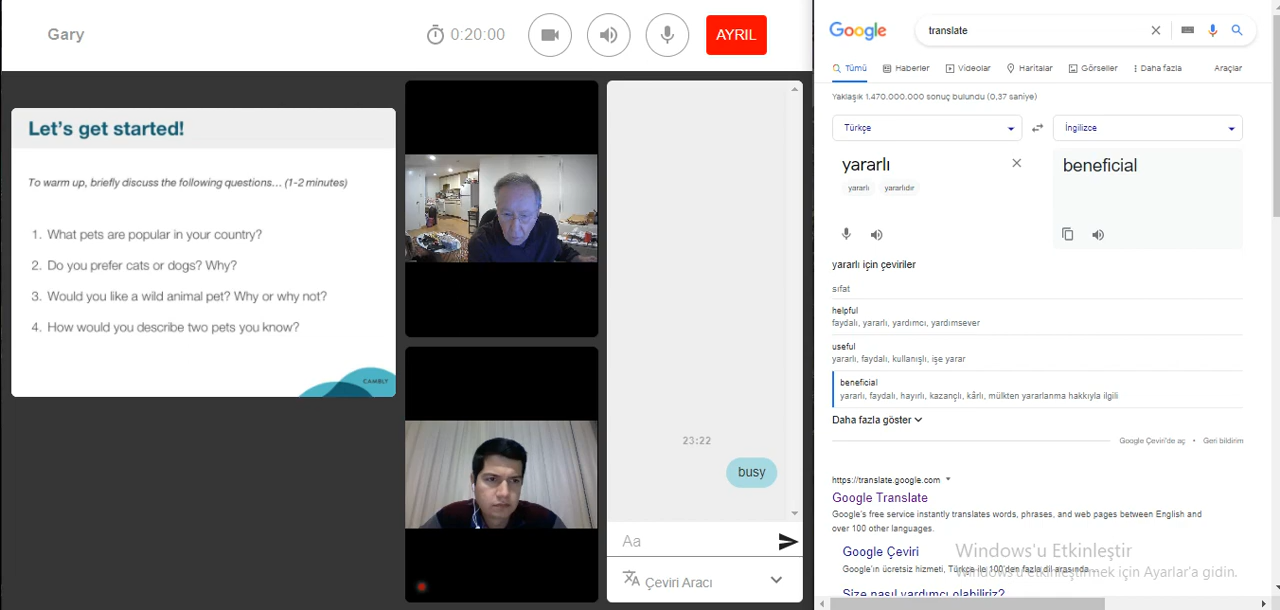 Gary
0:20:00
AYRIL
Let's get started!
To warm up, briefly discuss the following questions... (1-2 minutes)
1. What pets are popular in your country?
2. Do you prefer cats or dogs? Why?
3. Would you like a wild animal pet? Why or why not?
4. How would you describe two pets you know?
CAMBLY
23:22
busy
Aa
Çeviri Aracı
Google
translate
Tümü Haberler Videolar Haritalar Görseller Daha fazla Araçlar
Yaklaşık 1.470.000.000 sonuç bulundu (0,37 saniye)
Türkçe İngilizce
yararlı beneficial
yararlı yararlıdır
yararlı için çeviriler
sıfat
helpful
faydalı, yararlı, yardımcı, yardımsever
useful
yararlı, faydalı, kullanışlı, işe yarar
beneficial
yararlı, faydalı, hayırlı, kazançlı, kârlı, mülkten yararlanma hakkıyla ilgili
Daha fazla göster
Google Çeviri'de aç • Geri bildirim
https://translate.google.com
Google Translate
Google's free service instantly translates words, phrases, and web pages between English and
over 100 other languages.
Google Çeviri
Google'ın ücretsiz hizmeti, Türkçe ile 100'den fazla dil arasında...
Windows'u Etkinleştir
Windows'u etkinleştirmek için Ayarlar'a gidin.
Size nasıl yardımcı olabiliriz?